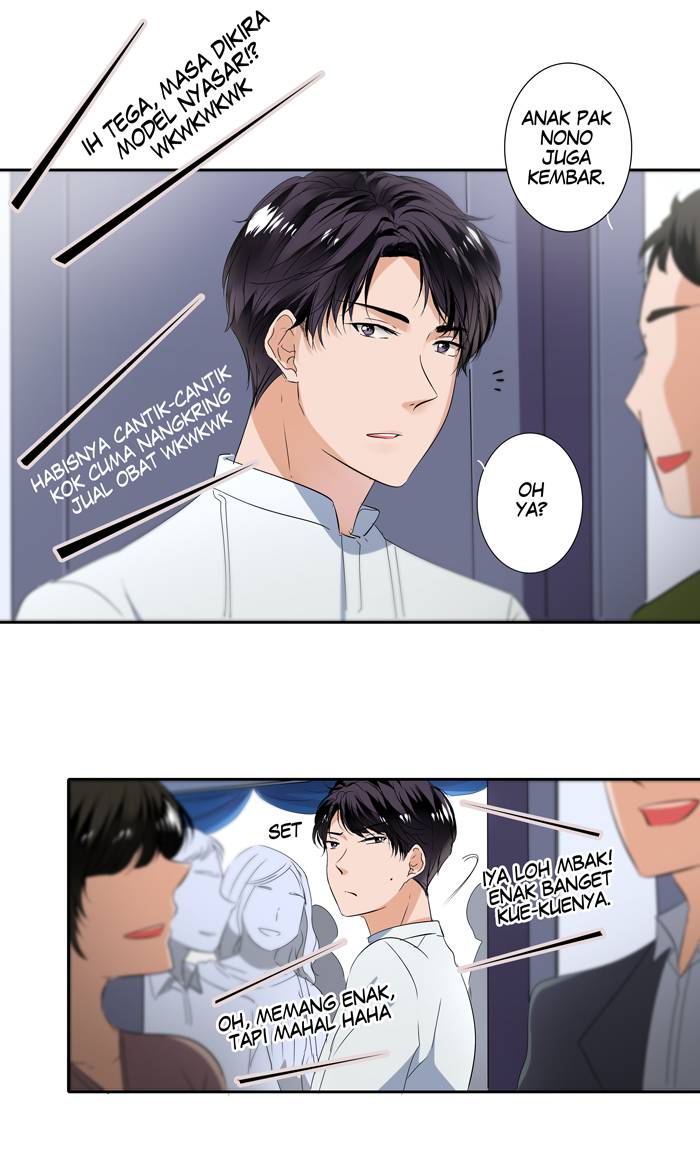 IH TEGA, MASA DIKIRA
MODEL NYASAR!?
WKWKWKWK
ANAK PAK
NONO
JUGA
KEMBAR.
HABISNYA CANTIK-CANTIK
KOK CUMA NANGKRING
JUAL OBAT WKWKWK
OH
YA?
SET
IYA LOH MBAK!
ENAK BANGET
KUE-KUENYA.
OH, MEMANG ENAK,
TAPI MAHAL HAHA